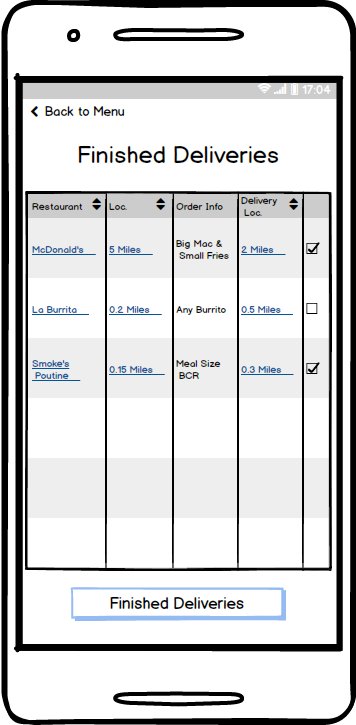 17:04
Back to Menu
Finished Deliveries
Restaurant Loc. Order Info Delivery
Loc.
McDonald's 5 Miles Big Mac & 2 Miles
Small Fries
La Burrita 0.2 Miles Any Burrito 0.5 Miles
Smoke's 0.15 Miles Meal Size 0.3 Miles
Poutine BCR
Finished Deliveries